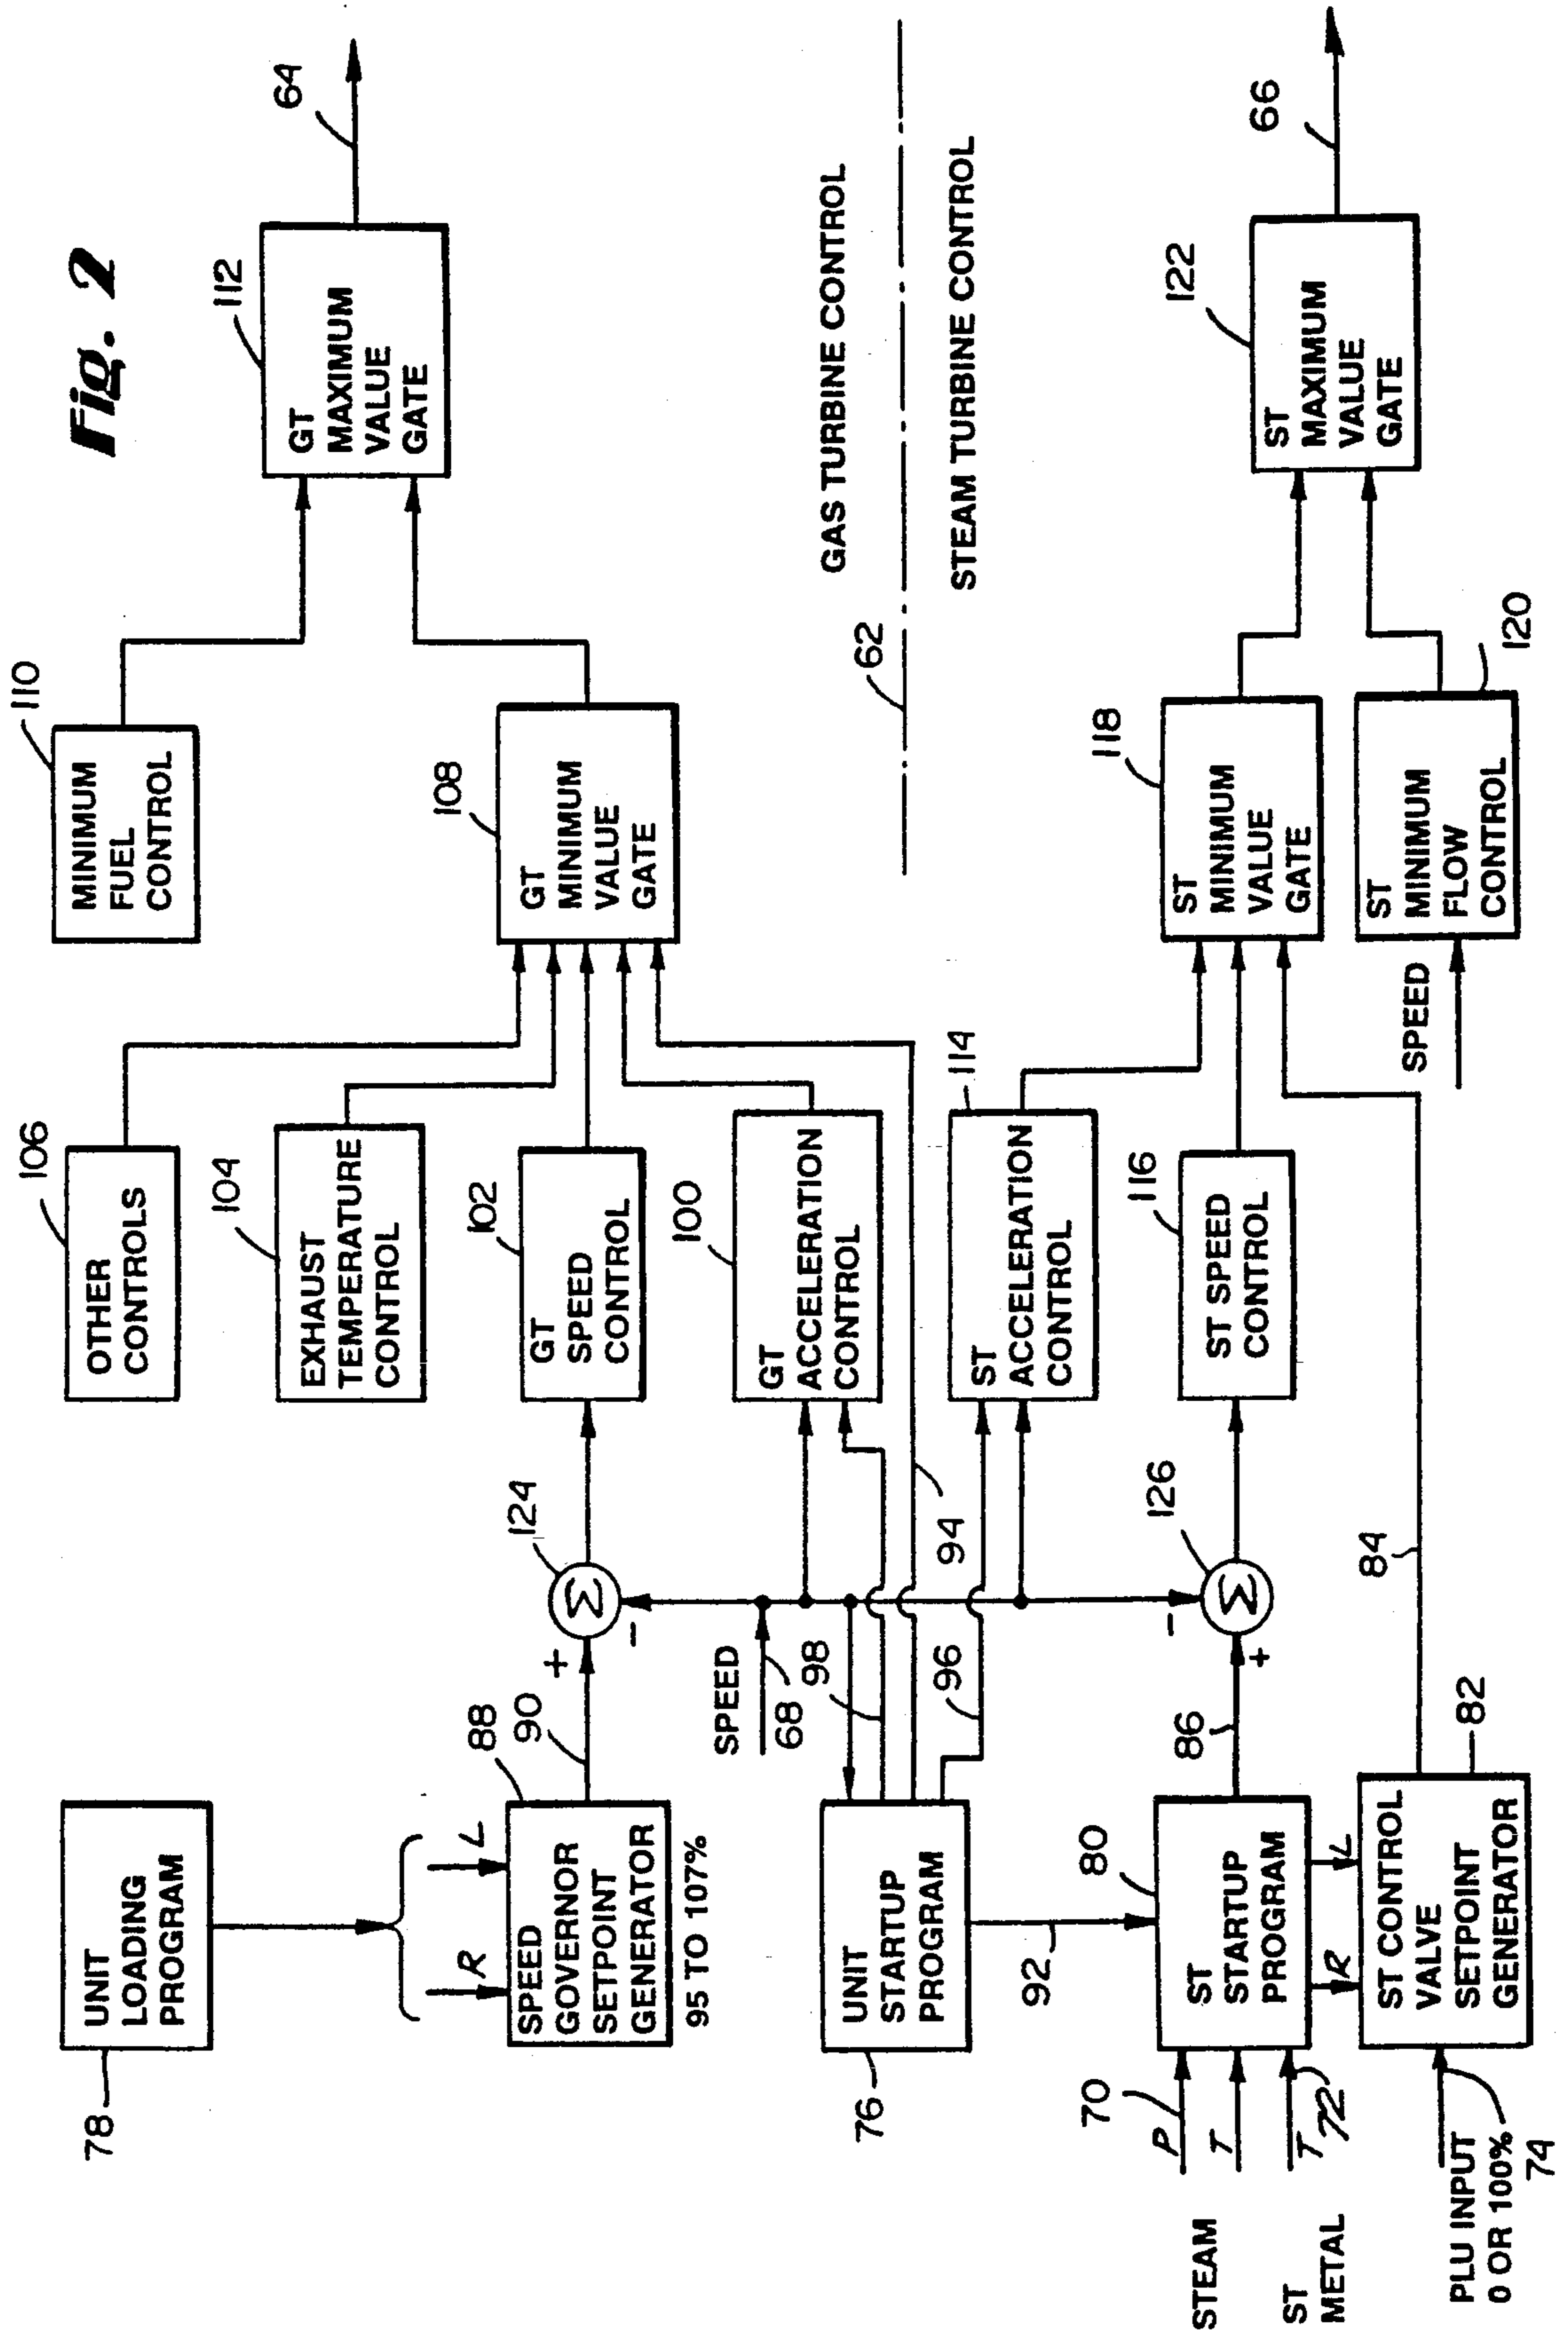 Fig. 2
78
UNIT
LOADING
PROGRAM
R
L
88
SPEED
GOVERNOR
SETPOINT
GENERATOR
95 TO 107%
90
+
-
Σ
124
106
OTHER
CONTROLS
104
EXHAUST
TEMPERATURE
CONTROL
102
GT
SPEED
CONTROL
100
GT
ACCELERATION
CONTROL
110
MINIMUM
FUEL
CONTROL
108
GT
MINIMUM
VALUE
GATE
112
GT
MAXIMUM
VALUE
GATE
64
SPEED
68
98
94
96
76
UNIT
STARTUP
PROGRAM
92
GAS TURBINE CONTROL
62
STEAM TURBINE CONTROL
114
ST
ACCELERATION
CONTROL
STEAM
P
70
T
ST
METAL
T
72
80
ST
STARTUP
PROGRAM
R
L
86
+
-
Σ
126
116
ST SPEED
CONTROL
118
ST
MINIMUM
VALUE
GATE
122
ST
MAXIMUM
VALUE
GATE
66
PLU INPUT
0 OR 100%
74
ST CONTROL
VALVE
SETPOINT
GENERATOR
82
84
SPEED
ST
MINIMUM
FLOW
CONTROL
120